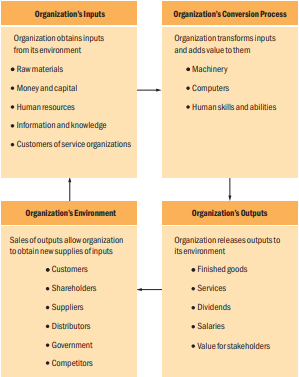 Organization's Inputs
Organization obtains inputs
from its environment
• Raw materials
• Money and capital
• Human resources
• Information and knowledge
• Customers of service organizations
Organization's Conversion Process
Organization transforms inputs
and adds value to them
• Machinery
• Computers
• Human skills and abilities
Organization's Environment
Sales of outputs allow organization
to obtain new supplies of inputs
• Customers
• Shareholders
• Suppliers
• Distributors
• Government
• Competitors
Organization's Outputs
Organization releases outputs to
its environment
• Finished goods
• Services
• Dividends
• Salaries
• Value for stakeholders